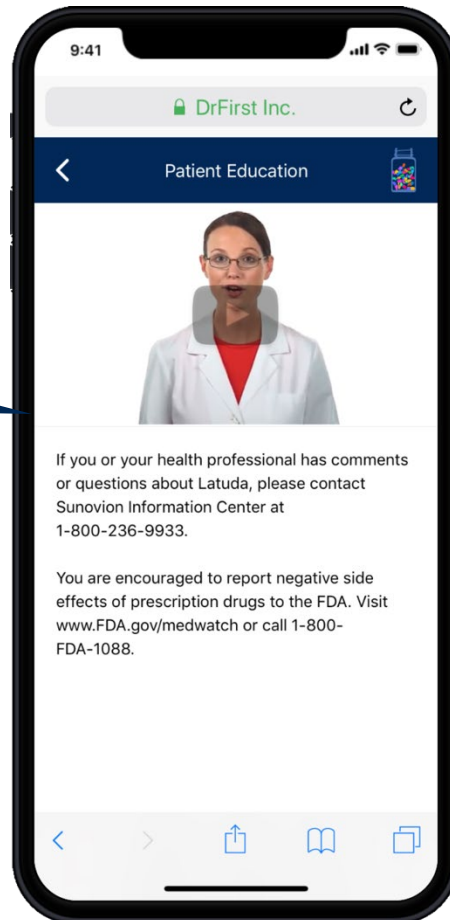 9:41
DrFirst Inc.
Patient Education
If you or your health professional has comments
or questions about Latuda, please contact
Sunovion Information Center at
1-800-236-9933.
You are encouraged to report negative side
effects of prescription drugs to the FDA. Visit
www.FDA.gov/medwatch or call 1-800-
FDA-1088.